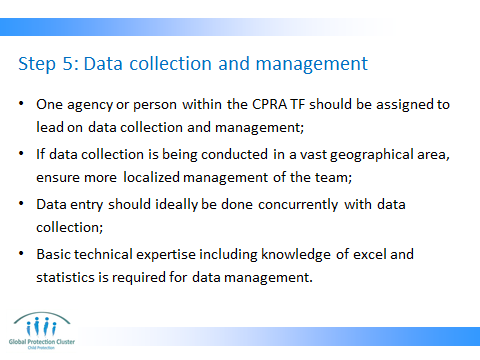 Step 5: Data collection and management
• One agency or person within the CPRA TF should be assigned to
lead on data collection and management;
• If data collection is being conducted in a vast geographical area,
ensure more localized management of the team;
• Data entry should ideally be done concurrently with data
collection;
• Basic technical expertise including knowledge of excel and
statistics is required for data management.
Global Protection Cluster
Child Protection